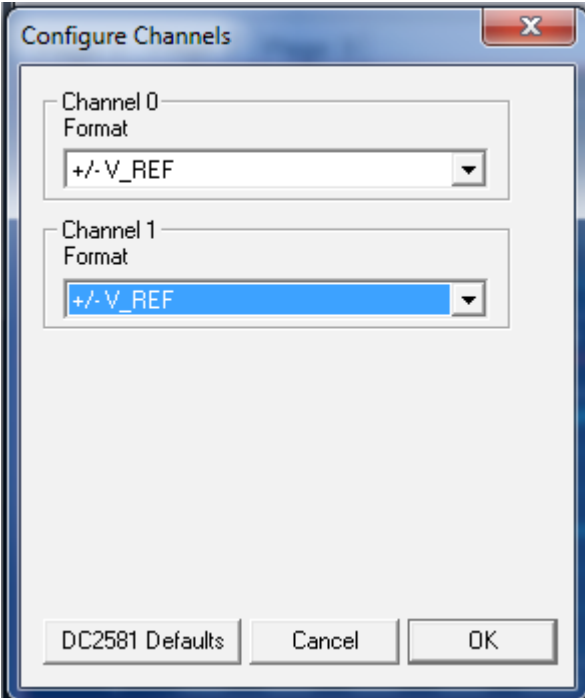 Configure Channels
Channel 0
Format
+/- V_REF
Channel 1
Format
+/- V_REF
DC2581 Defaults
Cancel
OK